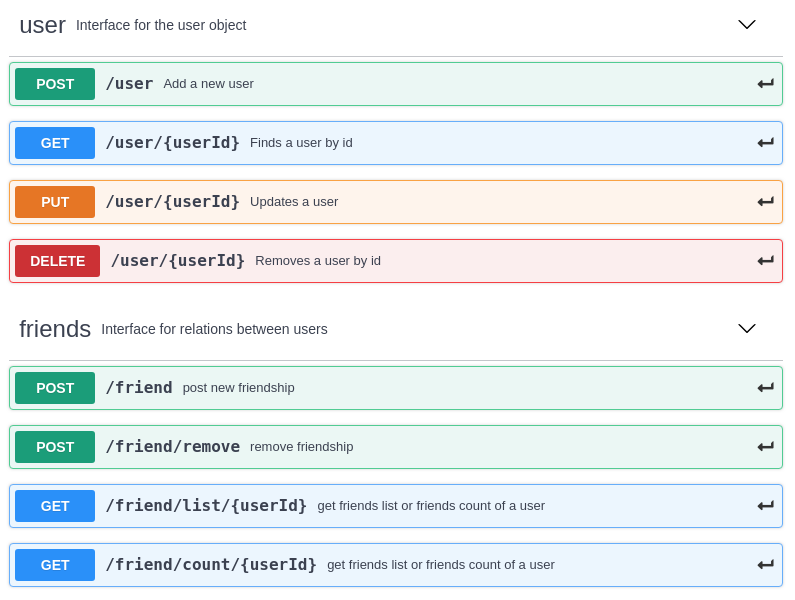 user Interface for the user object
POST /user Add a new user
GET /user/{userId} Finds a user by id
PUT /user/{userId} Updates a user
DELETE /user/{userId} Removes a user by id
friends Interface for relations between users
POST /friend post new friendship
POST /friend/remove remove friendship
GET /friend/list/{userId} get friends list or friends count of a user
GET /friend/count/{userId} get friends list or friends count of a user